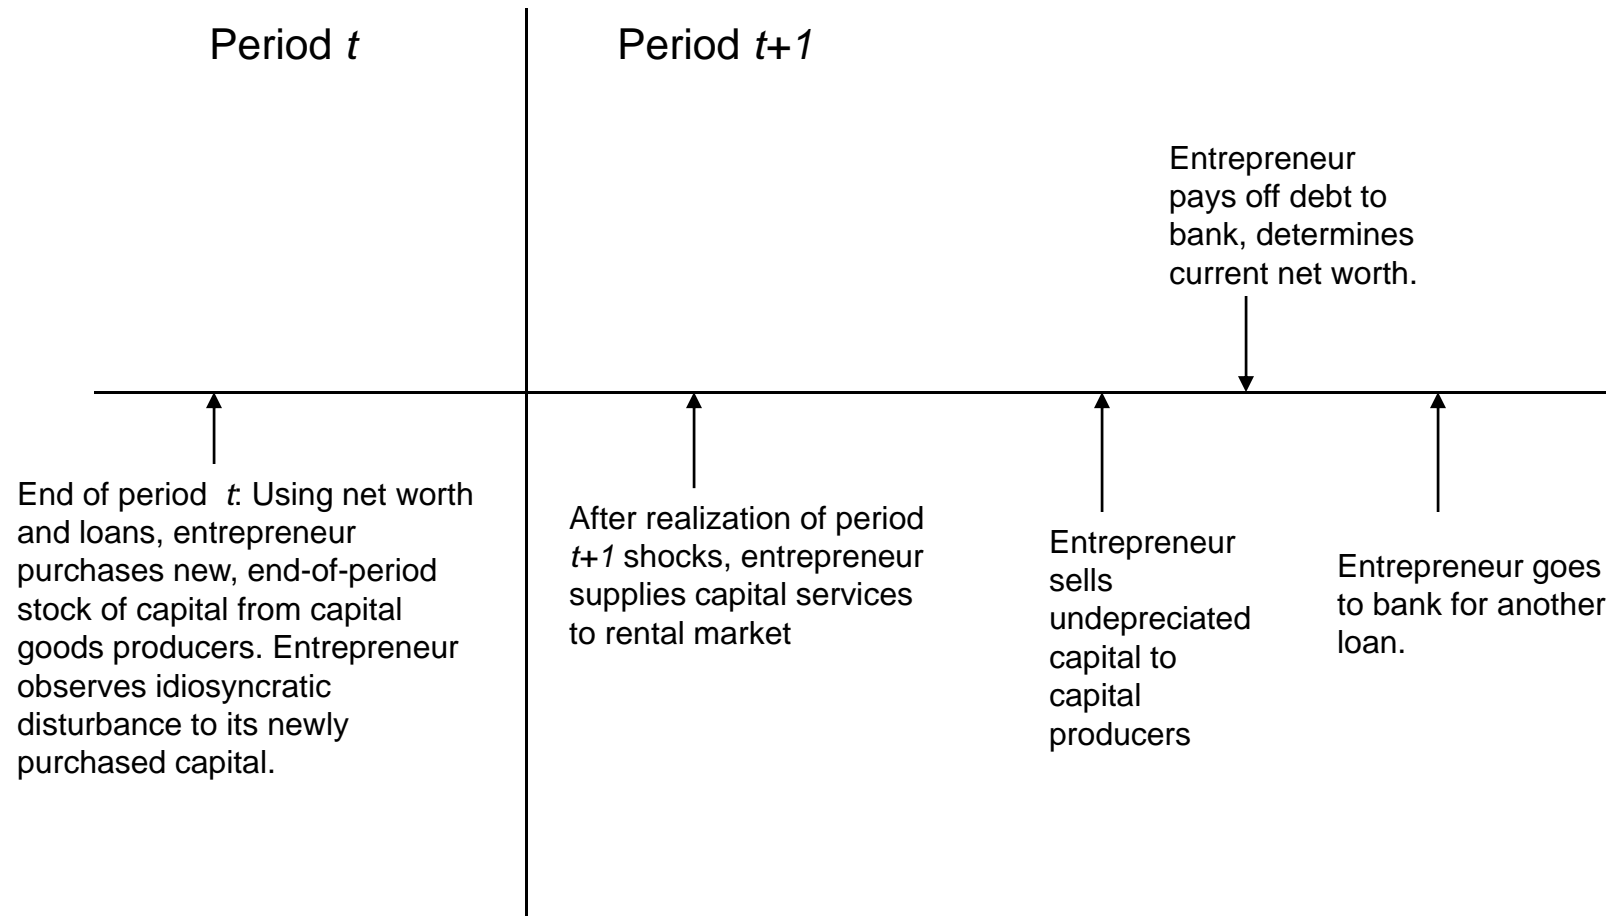 Period t
Period t+1
Entrepreneur
pays off debt to
bank, determines
current net worth.
End of period t: Using net worth
and loans, entrepreneur
purchases new, end-of-period
stock of capital from capital
goods producers. Entrepreneur
observes idiosyncratic
disturbance to its newly
purchased capital.
After realization of period
t+1 shocks, entrepreneur
supplies capital services
to rental market
Entrepreneur
sells
undepreciated
capital to
capital
producers
Entrepreneur goes
to bank for another
loan.